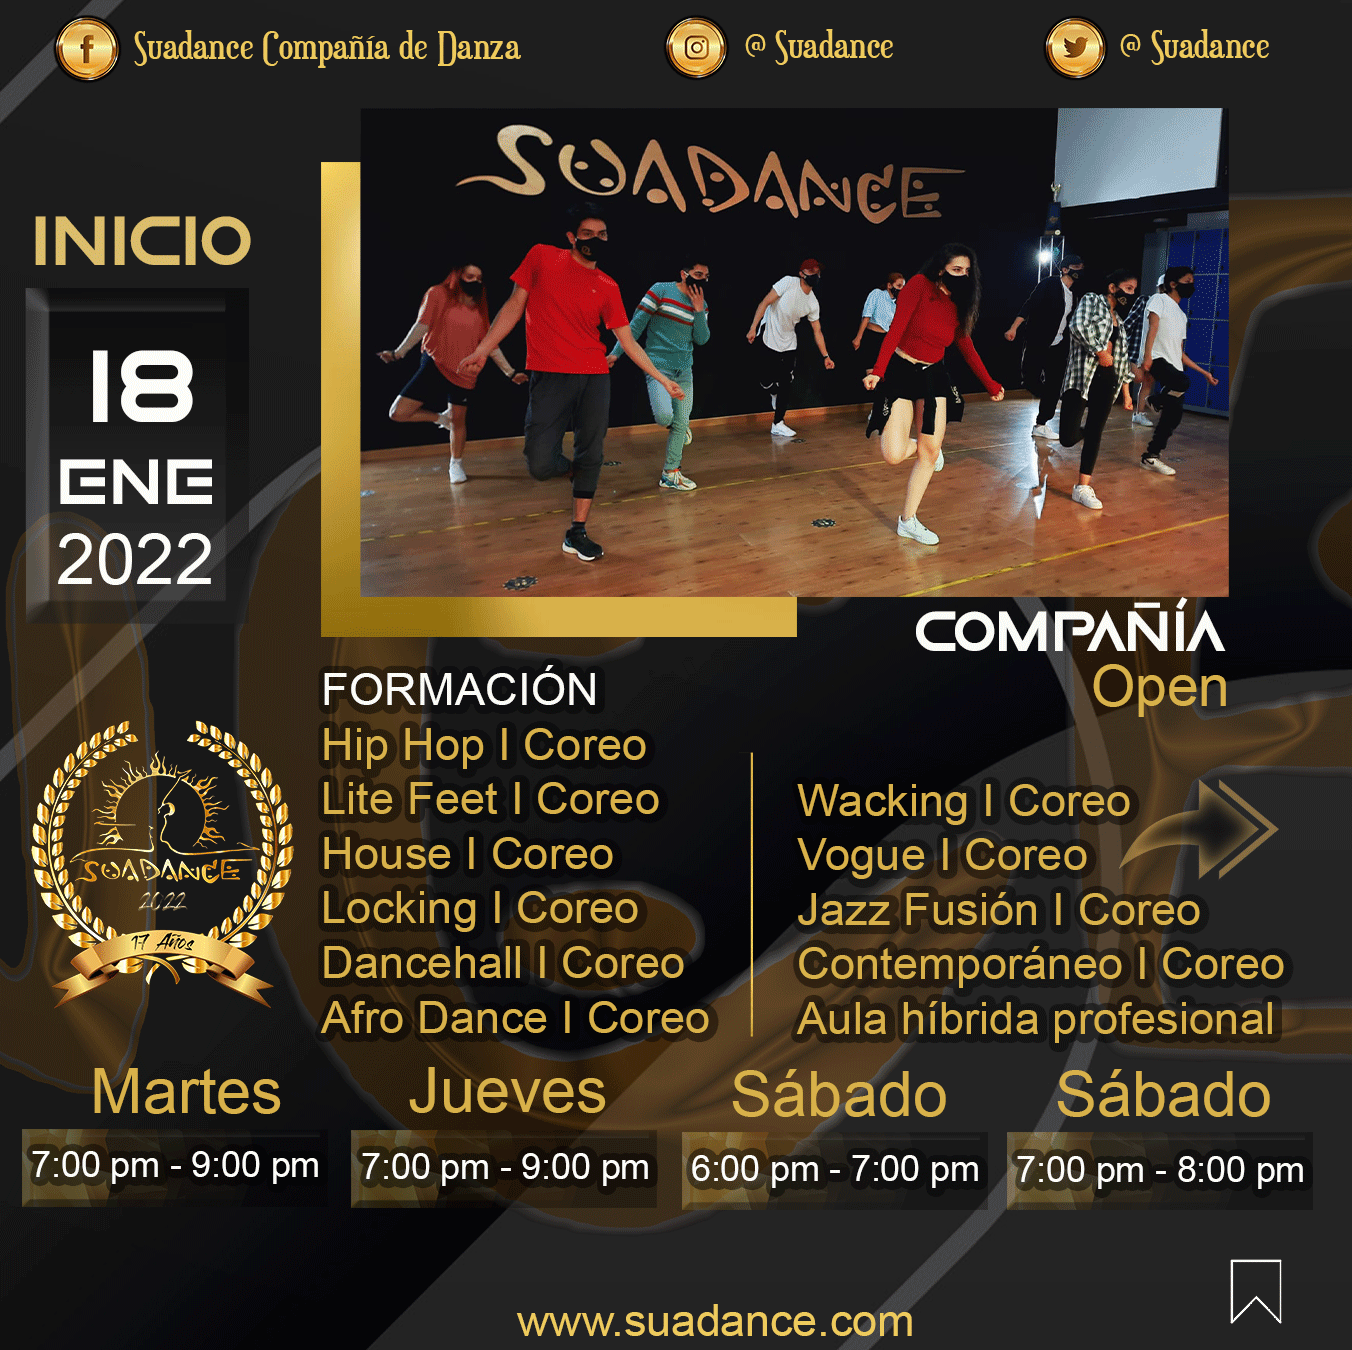 Suadance Compañía de Danza
@ Suadance
@ Suadance
SUADANCE
INICIO
18
ENE
2022
COMPAÑÍA
Open
FORMACIÓN
Hip Hop I Coreo
Lite Feet I Coreo
House I Coreo
Locking I Coreo
Dancehall I Coreo
Afro Dance I Coreo
Wacking I Coreo
Vogue I Coreo
Jazz Fusión I Coreo
Contemporáneo I Coreo
Aula híbrida profesional
SUADANCE
2022
17 Años
Martes
7:00 pm - 9:00 pm
Jueves
7:00 pm - 9:00 pm
Sábado
6:00 pm - 7:00 pm
Sábado
7:00 pm - 8:00 pm
www.suadance.com